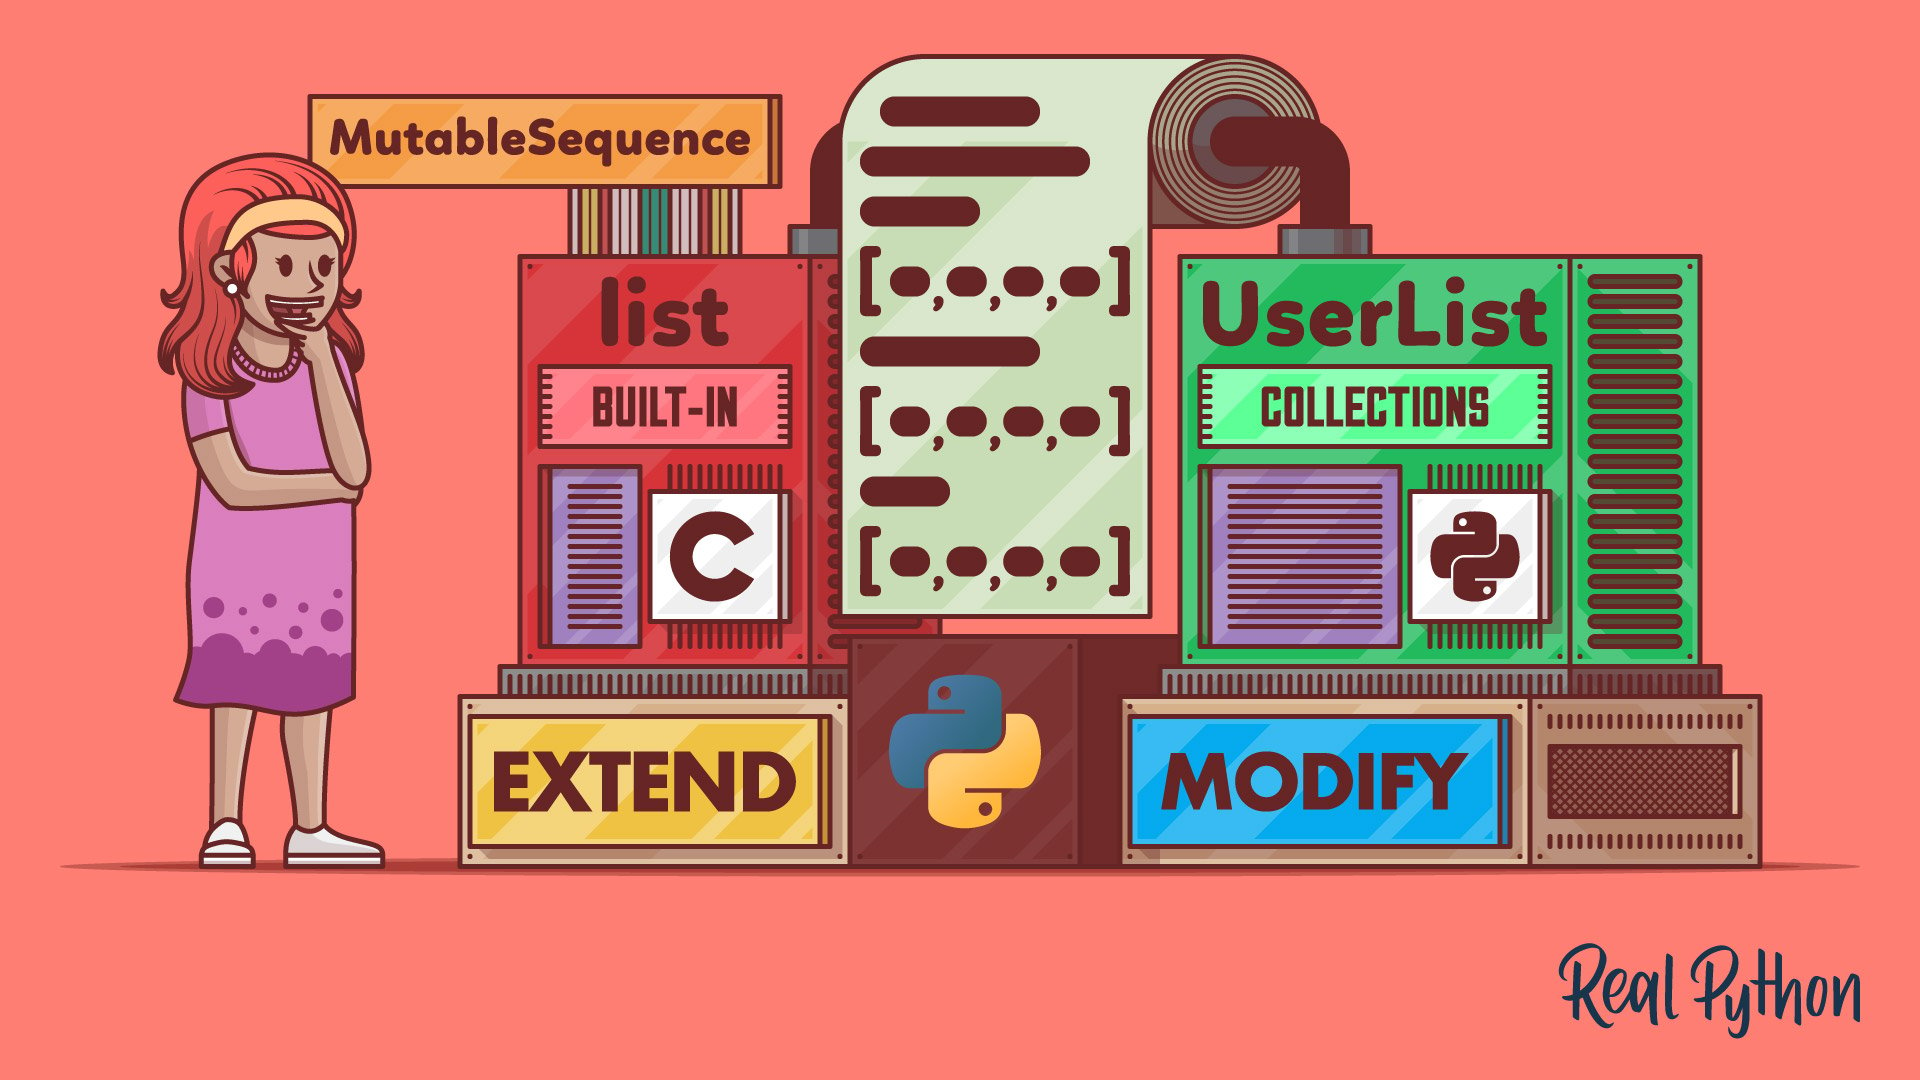 MutableSequence
list
BUILT-IN
C
[ , , , ]
[ , , , ]
[ , , , ]
UserList
COLLECTIONS
EXTEND
MODIFY
Real Python